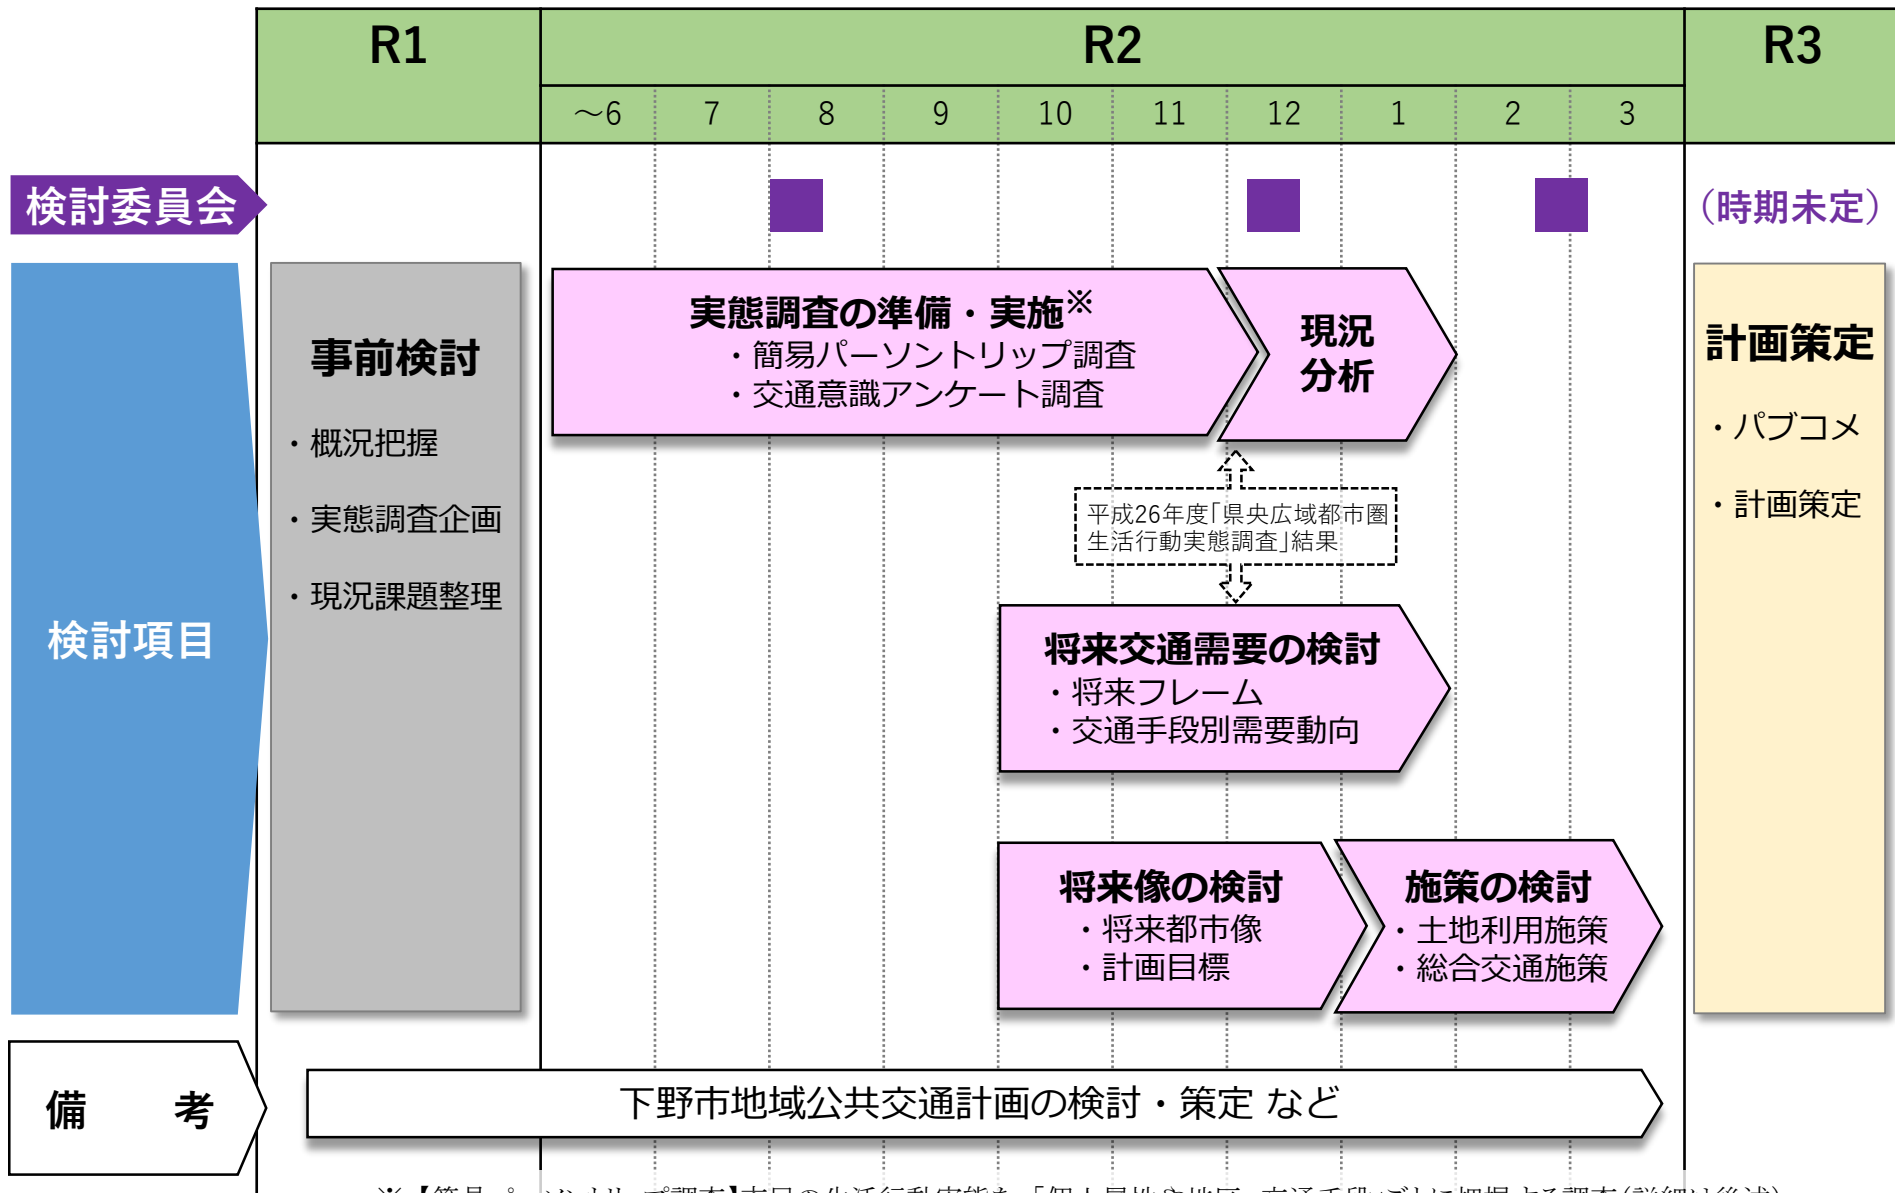 R1
R2
R3
～6 7 8 9 10 11 12 1 2 3
検討委員会
（時期未定）
検討項目
事前検討
・概況把握
・実態調査企画
・現況課題整理
実態調査の準備・実施※
・簡易パーソントリップ調査
・交通意識アンケート調査
現況
分析
平成26年度｢県央広域都市圏
生活行動実態調査｣結果
将来交通需要の検討
・将来フレーム
・交通手段別需要動向
将来像の検討
・将来都市像
・計画目標
施策の検討
・土地利用施策
・総合交通施策
計画策定
・パブコメ
・計画策定
備　考
下野市地域公共交通計画の検討・策定 など